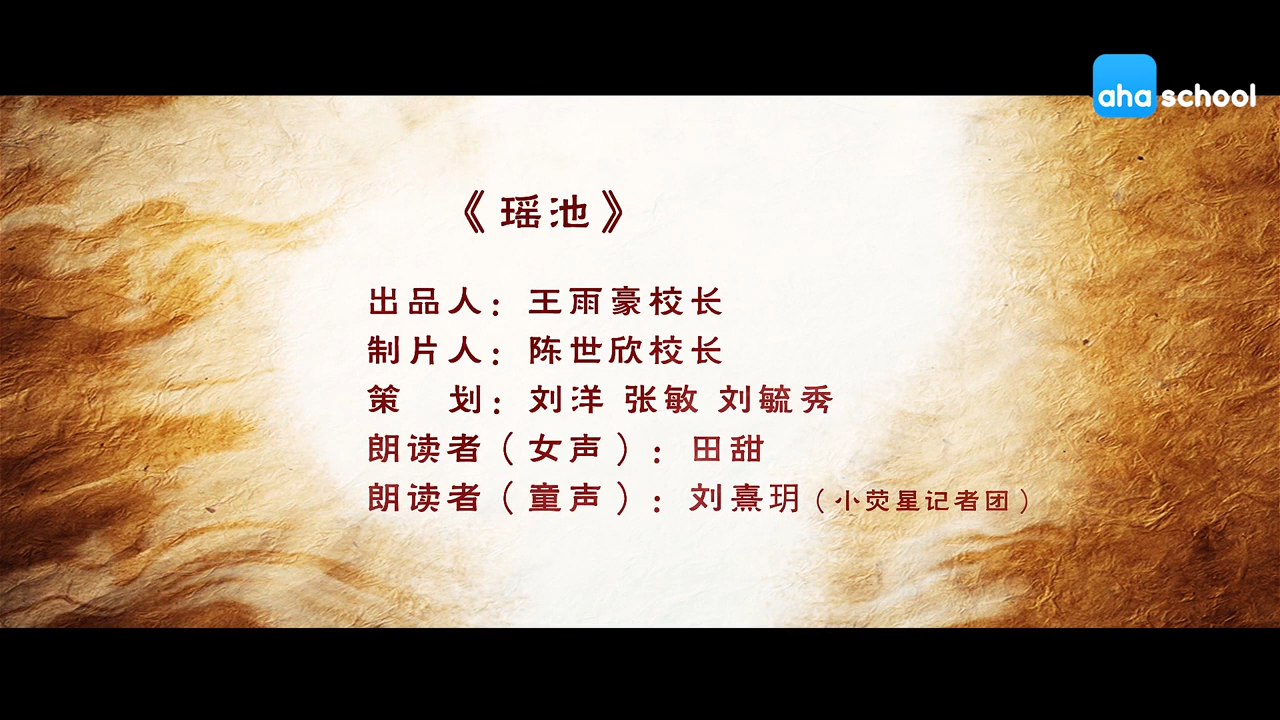 aha school
《瑶池》
出品人：王雨豪校长
制片人：陈世欣校长
策　划：刘洋 张敏 刘毓秀
朗读者（女声）：田甜
朗读者（童声）：刘熹玥（小荧星记者团）